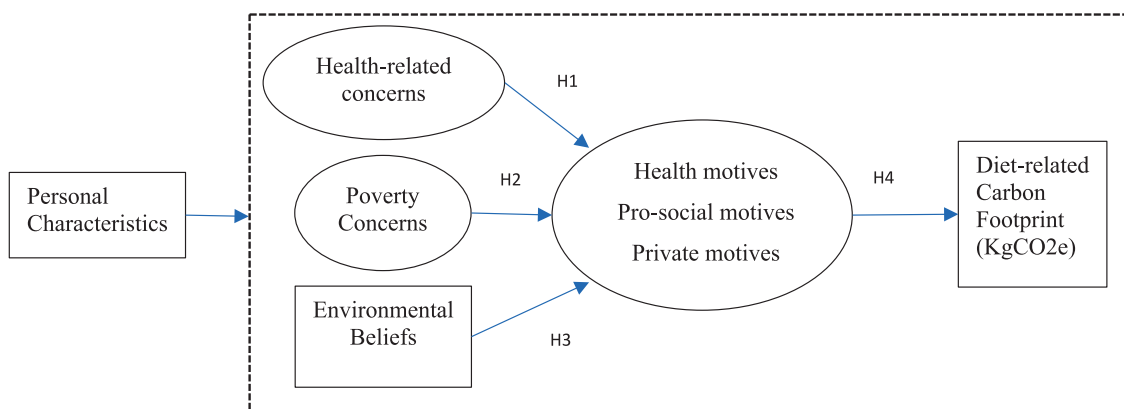 Personal
Characteristics
Health-related
concerns
H1
Poverty
Concerns
H2
Environmental
Beliefs
H3
Health motives
Pro-social motives
Private motives
H4
Diet-related
Carbon
Footprint
(KgCO2e)